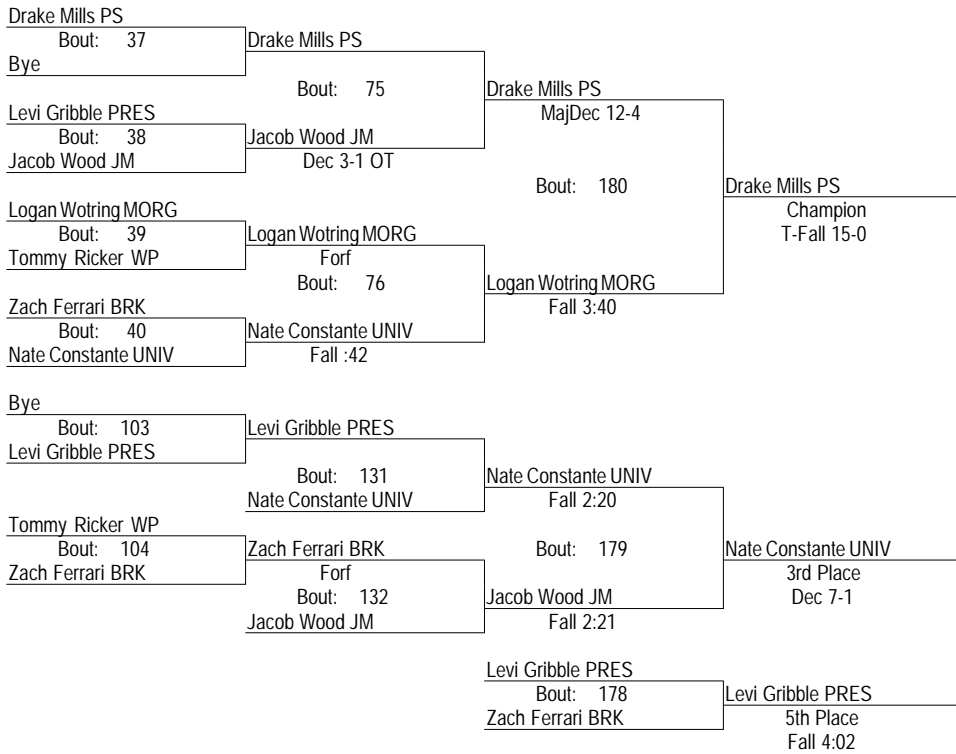 Drake Mills PS
Bout: 37
Bye
Drake Mills PS
Bout: 75
Levi Gribble PRES
Bout: 38
Jacob Wood JM
Jacob Wood JM
Dec 3-1 OT
Drake Mills PS
MajDec 12-4
Bout: 180
Logan Wotring MORG
Bout: 39
Tommy Ricker WP
Logan Wotring MORG
Forf
Bout: 76
Zach Ferrari BRK
Bout: 40
Nate Constante UNIV
Nate Constante UNIV
Fall :42
Logan Wotring MORG
Fall 3:40
Drake Mills PS
Champion
T-Fall 15-0
Bye
Bout: 103
Levi Gribble PRES
Levi Gribble PRES
Bout: 131
Nate Constante UNIV
Nate Constante UNIV
Fall 2:20
Bout: 179
Tommy Ricker WP
Bout: 104
Zach Ferrari BRK
Zach Ferrari BRK
Forf
Bout: 132
Jacob Wood JM
Jacob Wood JM
Fall 2:21
Nate Constante UNIV
3rd Place
Dec 7-1
Levi Gribble PRES
Bout: 178
Zach Ferrari BRK
Levi Gribble PRES
5th Place
Fall 4:02